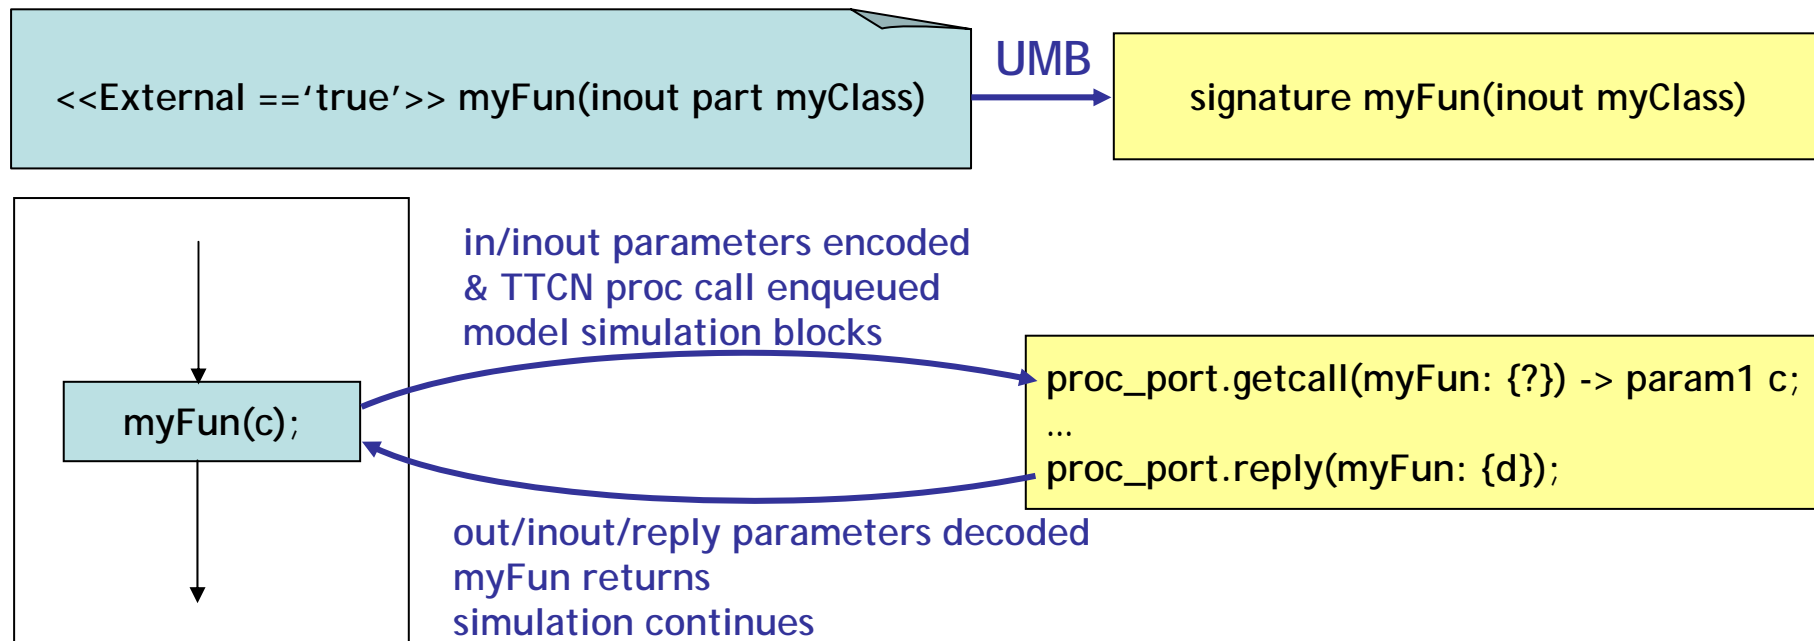 <<External ==‘true’>> myFun(inout part myClass)
UMB
signature myFun(inout myClass)
in/inout parameters encoded
& TTCN proc call enqueued
model simulation blocks
myFun(c);
proc_port.getcall(myFun: {?}) -> param1 c;
...
proc_port.reply(myFun: {d});
out/inout/reply parameters decoded
myFun returns
simulation continues